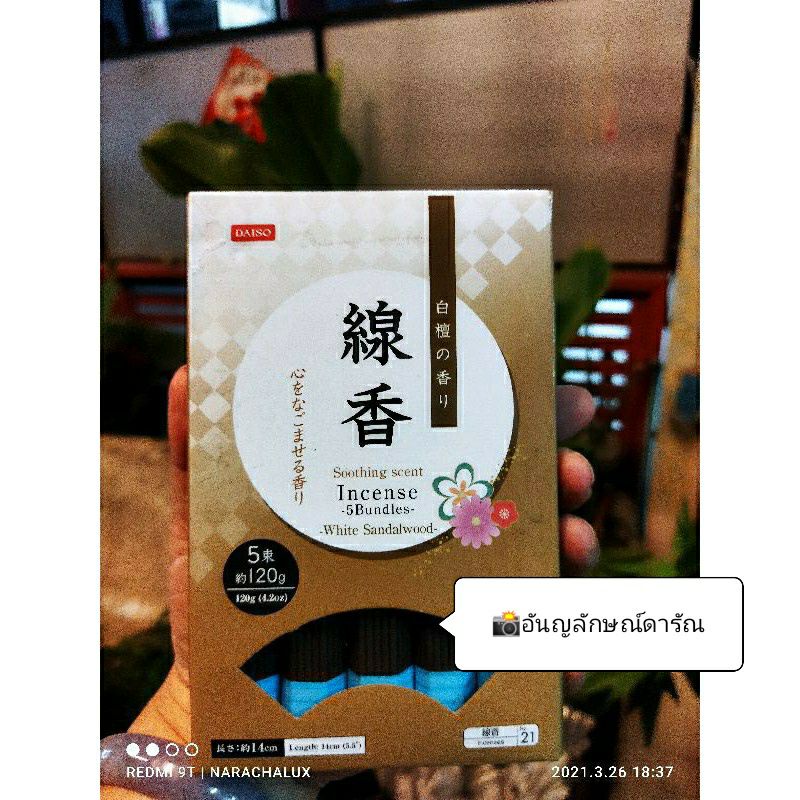 DAISO
白檀の香り
線香
心をなごませる香り
Soothing scent
Incense
-5Bundles-
-White Sandalwood-
5束
約120g
120g (4.2oz)
📸อันญลักษณ์ดารัณ
長さ:約14cm
Length: 14cm (5.5")
線香
21
REDMI 9T | NARACHALUX
2021.3.26 18:37